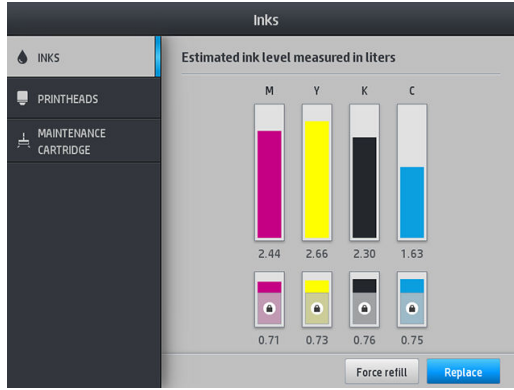 Inks
INKS
PRINTHEADS
MAINTENANCE
CARTRIDGE
Estimated ink level measured in liters
M Y K C
2.44 2.66 2.30 1.63
0.71 0.73 0.76 0.75
Force refill Replace